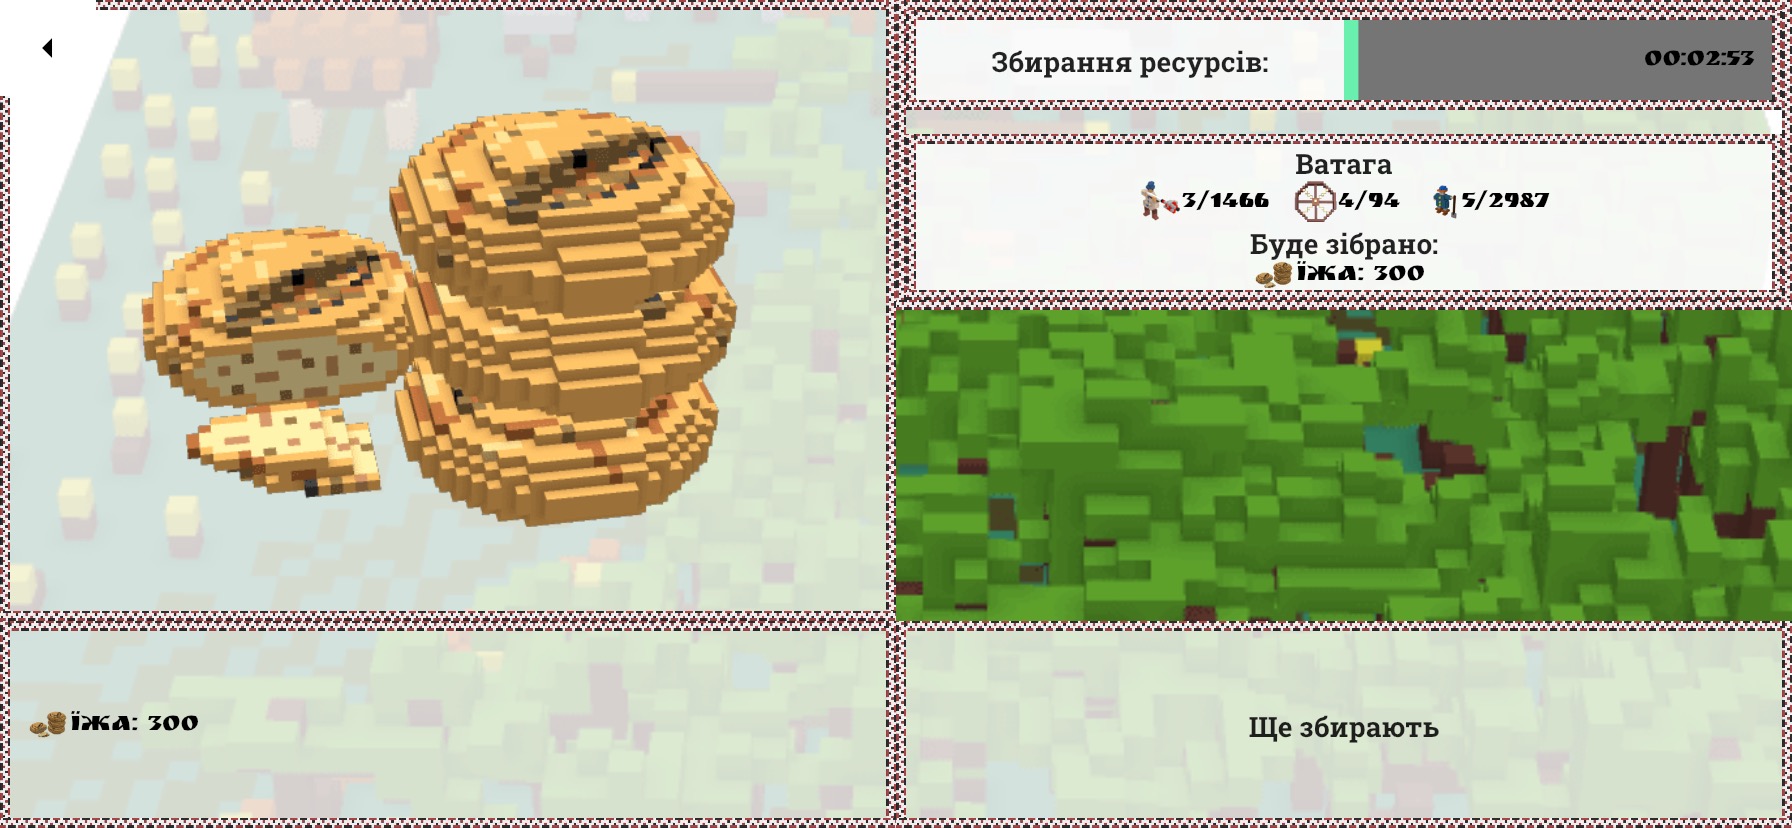 Збирання ресурсів:
00:02:53
Ватага
3/1466 4/94 5/2987
Буде зібрано:
Їжа: 300
Їжа: 300
Ще збирають